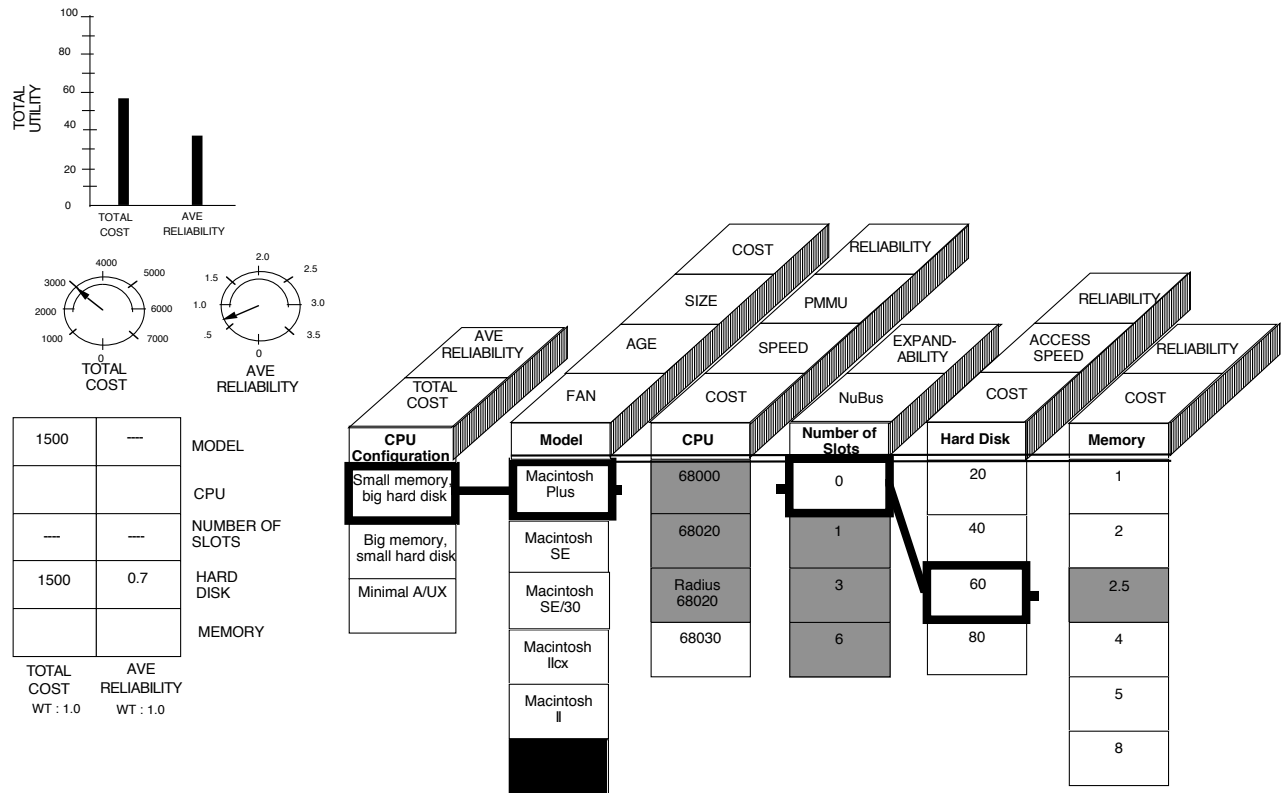 100
80
60
40
20
0
TOTAL
UTILITY
TOTAL
COST
AVE
RELIABILITY
4000
3000
5000
2000
6000
1000
7000
0
TOTAL
COST
2.0
1.5
2.5
1.0
3.0
.5
3.5
0
AVE
RELIABILITY
1500
----
MODEL
CPU
----
----
NUMBER OF
SLOTS
1500
0.7
HARD
DISK
MEMORY
TOTAL
COST
WT : 1.0
AVE
RELIABILITY
WT : 1.0
AVE
RELIABILITY
TOTAL
COST
CPU
Configuration
Small memory,
big hard disk
Big memory,
small hard disk
Minimal A/UX
COST
SIZE
AGE
FAN
Model
Macintosh
Plus
Macintosh
SE
Macintosh
SE/30
Macintosh
IIcx
Macintosh
II
RELIABILITY
PMMU
SPEED
COST
CPU
68000
68020
Radius
68020
68030
EXPAND-
ABILITY
NuBus
Number of
Slots
0
1
3
6
RELIABILITY
ACCESS
SPEED
COST
Hard Disk
20
40
60
80
RELIABILITY
COST
Memory
1
2
2.5
4
5
8